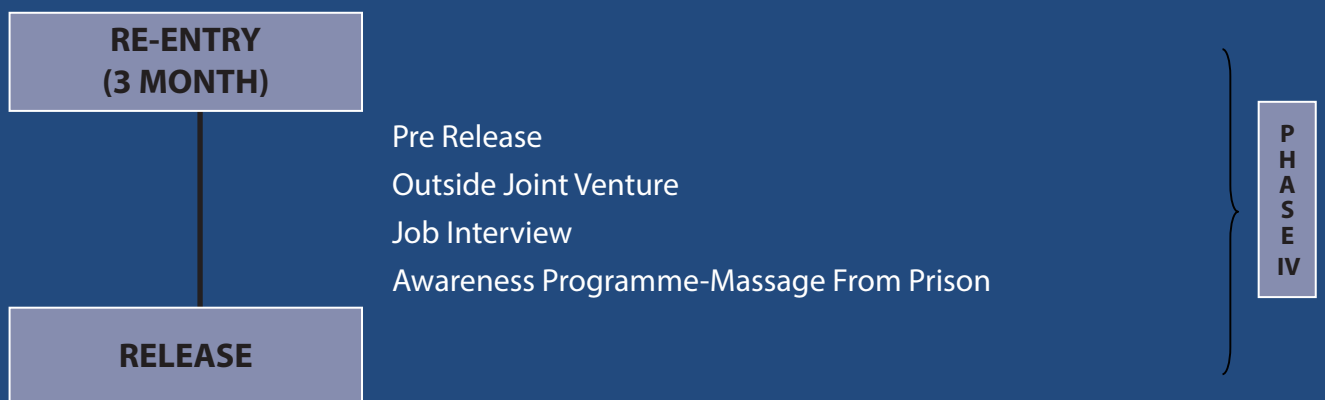 RE-ENTRY
(3 MONTH)
Pre Release
Outside Joint Venture
Job Interview
Awareness Programme-Massage From Prison
RELEASE
P
H
A
S
E
IV